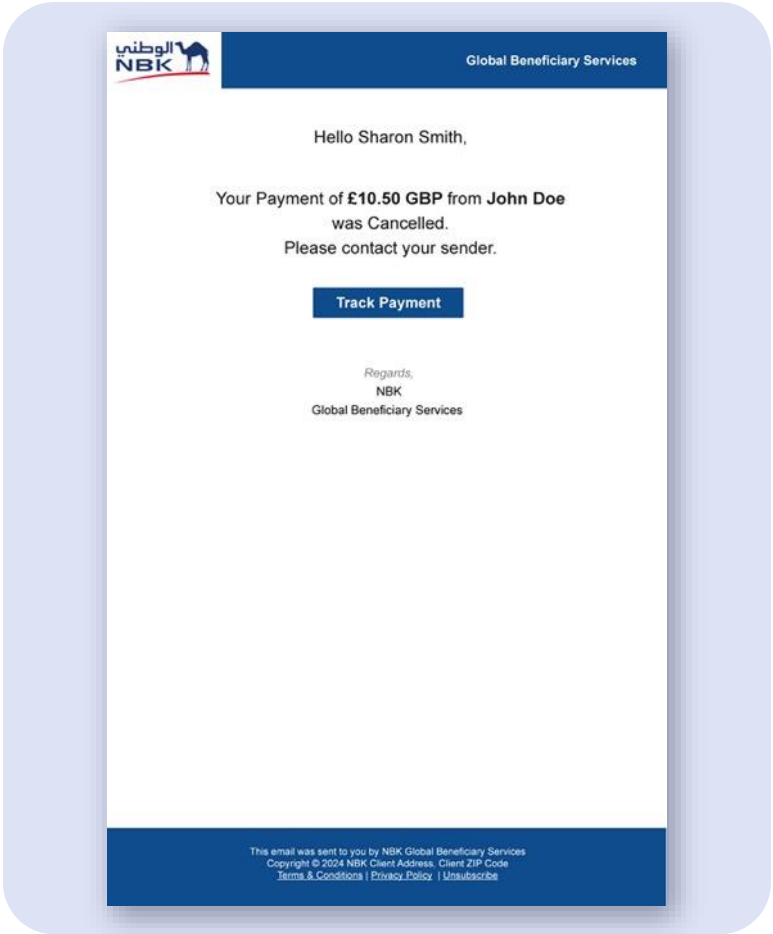 الوطني
NBK
Global Beneficiary Services
Hello Sharon Smith,
Your Payment of £10.50 GBP from John Doe
was Cancelled.
Please contact your sender.
Track Payment
Regards,
NBK
Global Beneficiary Services
This email was sent to you by NBK Global Beneficiary Services
Copyright © 2024 NBK Client Address, Client ZIP Code
Terms & Conditions | Privacy Policy | Unsubscribe